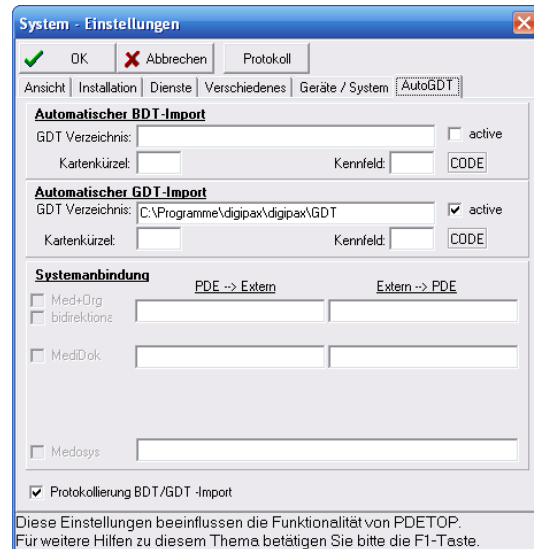 System - Einstellungen
OK Abbrechen Protokoll
Ansicht Installation Dienste Verschiedenes Geräte / System AutoGDT
Automatischer BDT-Import
GDT Verzeichnis: active
Kartenkürzel: Kennfeld: CODE
Automatischer GDT-Import
GDT Verzeichnis: C:\Programme\digipax\digipax\GDT active
Kartenkürzel: Kennfeld: CODE
Systemanbindung
PDE --> Extern Extern --> PDE
Med+Org
bidirektiona
MediDok
Medosys
Protokollierung BDT/GDT -Import
Diese Einstellungen beeinflussen die Funktionalität von PDETOP.
Für weitere Hilfen zu diesem Thema betätigen Sie bitte die F1-Taste.